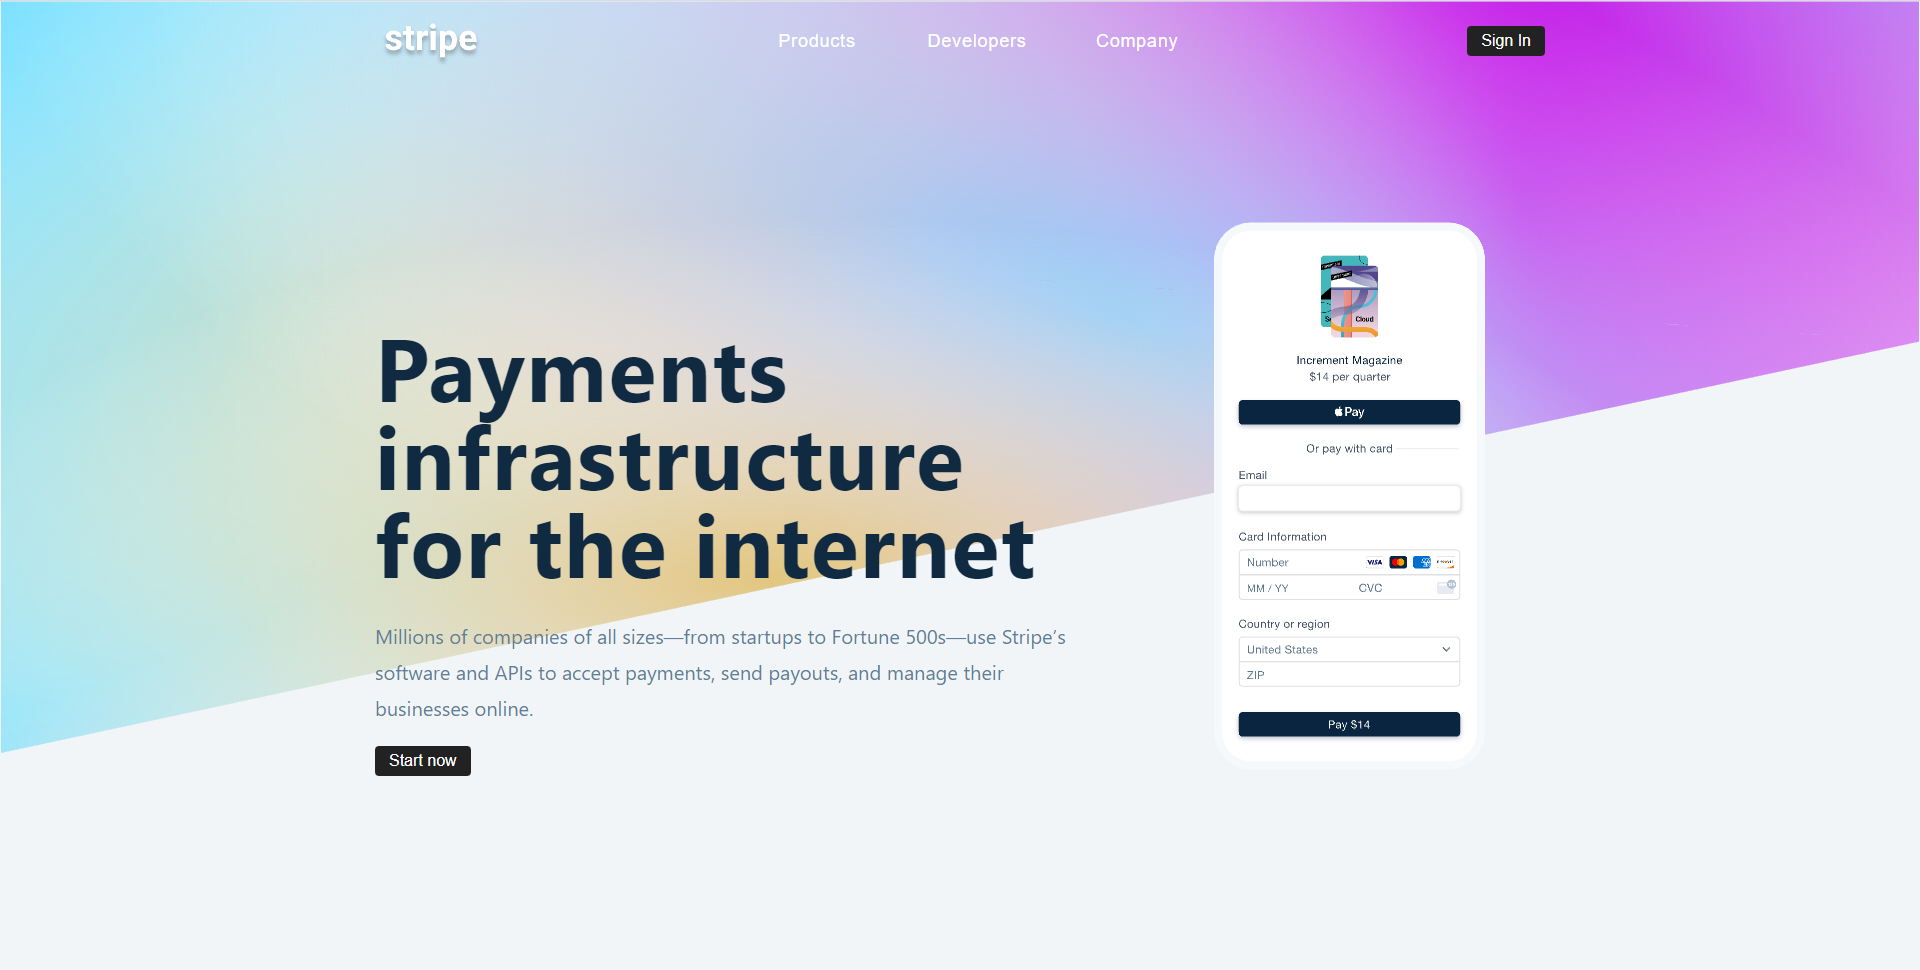 stripe
Products Developers Company
Sign In
Payments
infrastructure
for the internet
Millions of companies of all sizes—from startups to Fortune 500s—use Stripe’s
software and APIs to accept payments, send payouts, and manage their
businesses online.
Start now
Cloud
Increment Magazine
$14 per quarter
Pay
Or pay with card
Email
Card Information
Number VISA
MM / YY CVC
Country or region
United States
ZIP
Pay $14